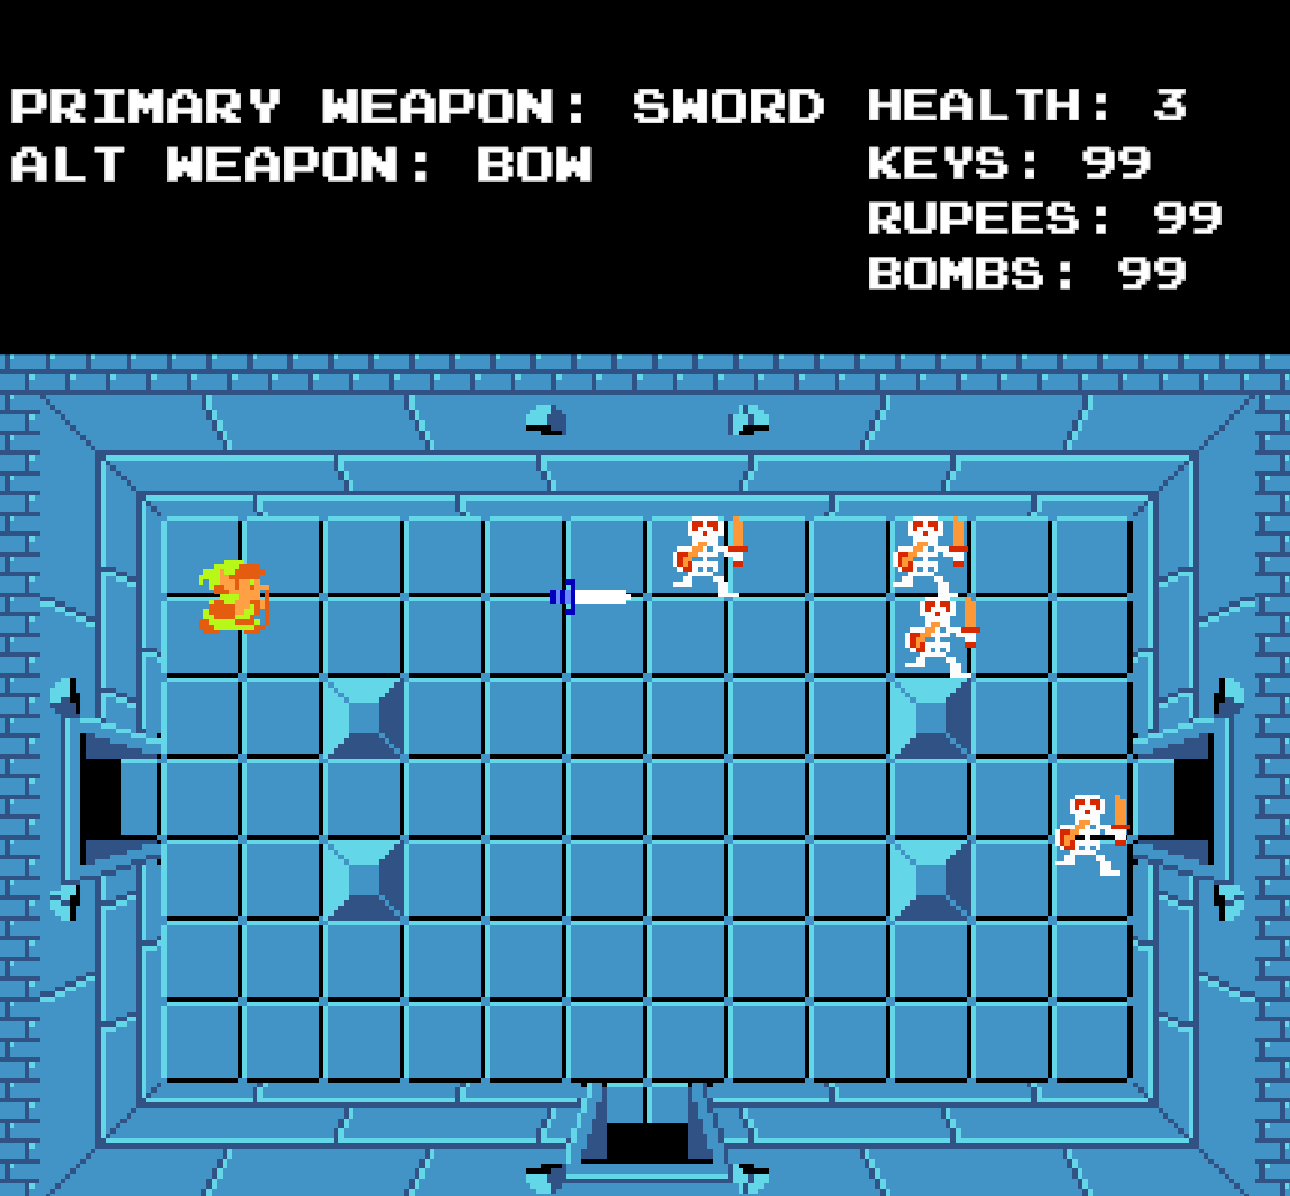 PRIMARY WEAPON: SWORD
ALT WEAPON: BOW
HEALTH: 3
KEYS: 99
RUPEES: 99
BOMBS: 99